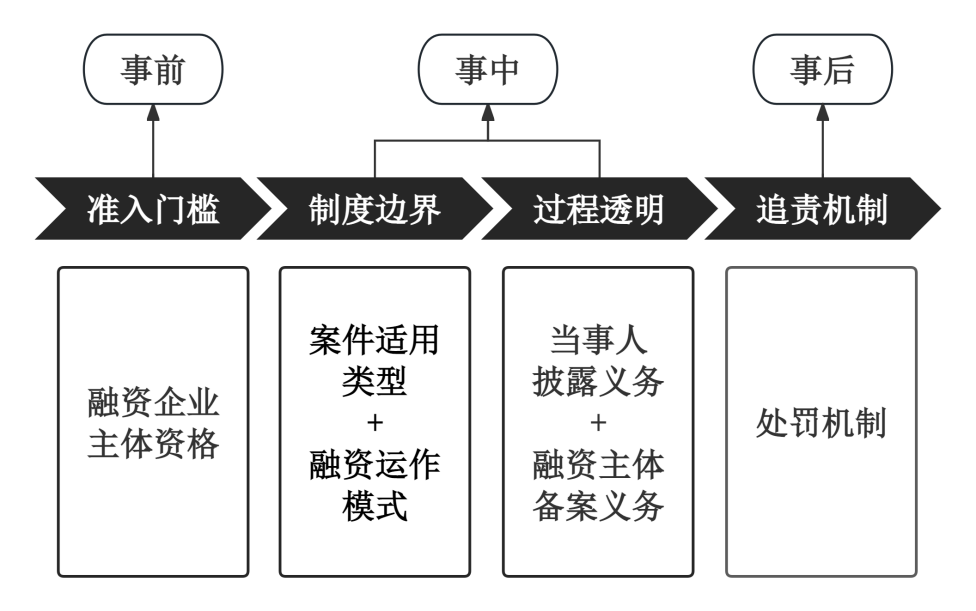 事前
事中
事后
准入门槛
制度边界
过程透明
追责机制
融资企业
主体资格
案件适用
类型
+
融资运作
模式
当事人
披露义务
+
融资主体
备案义务
处罚机制